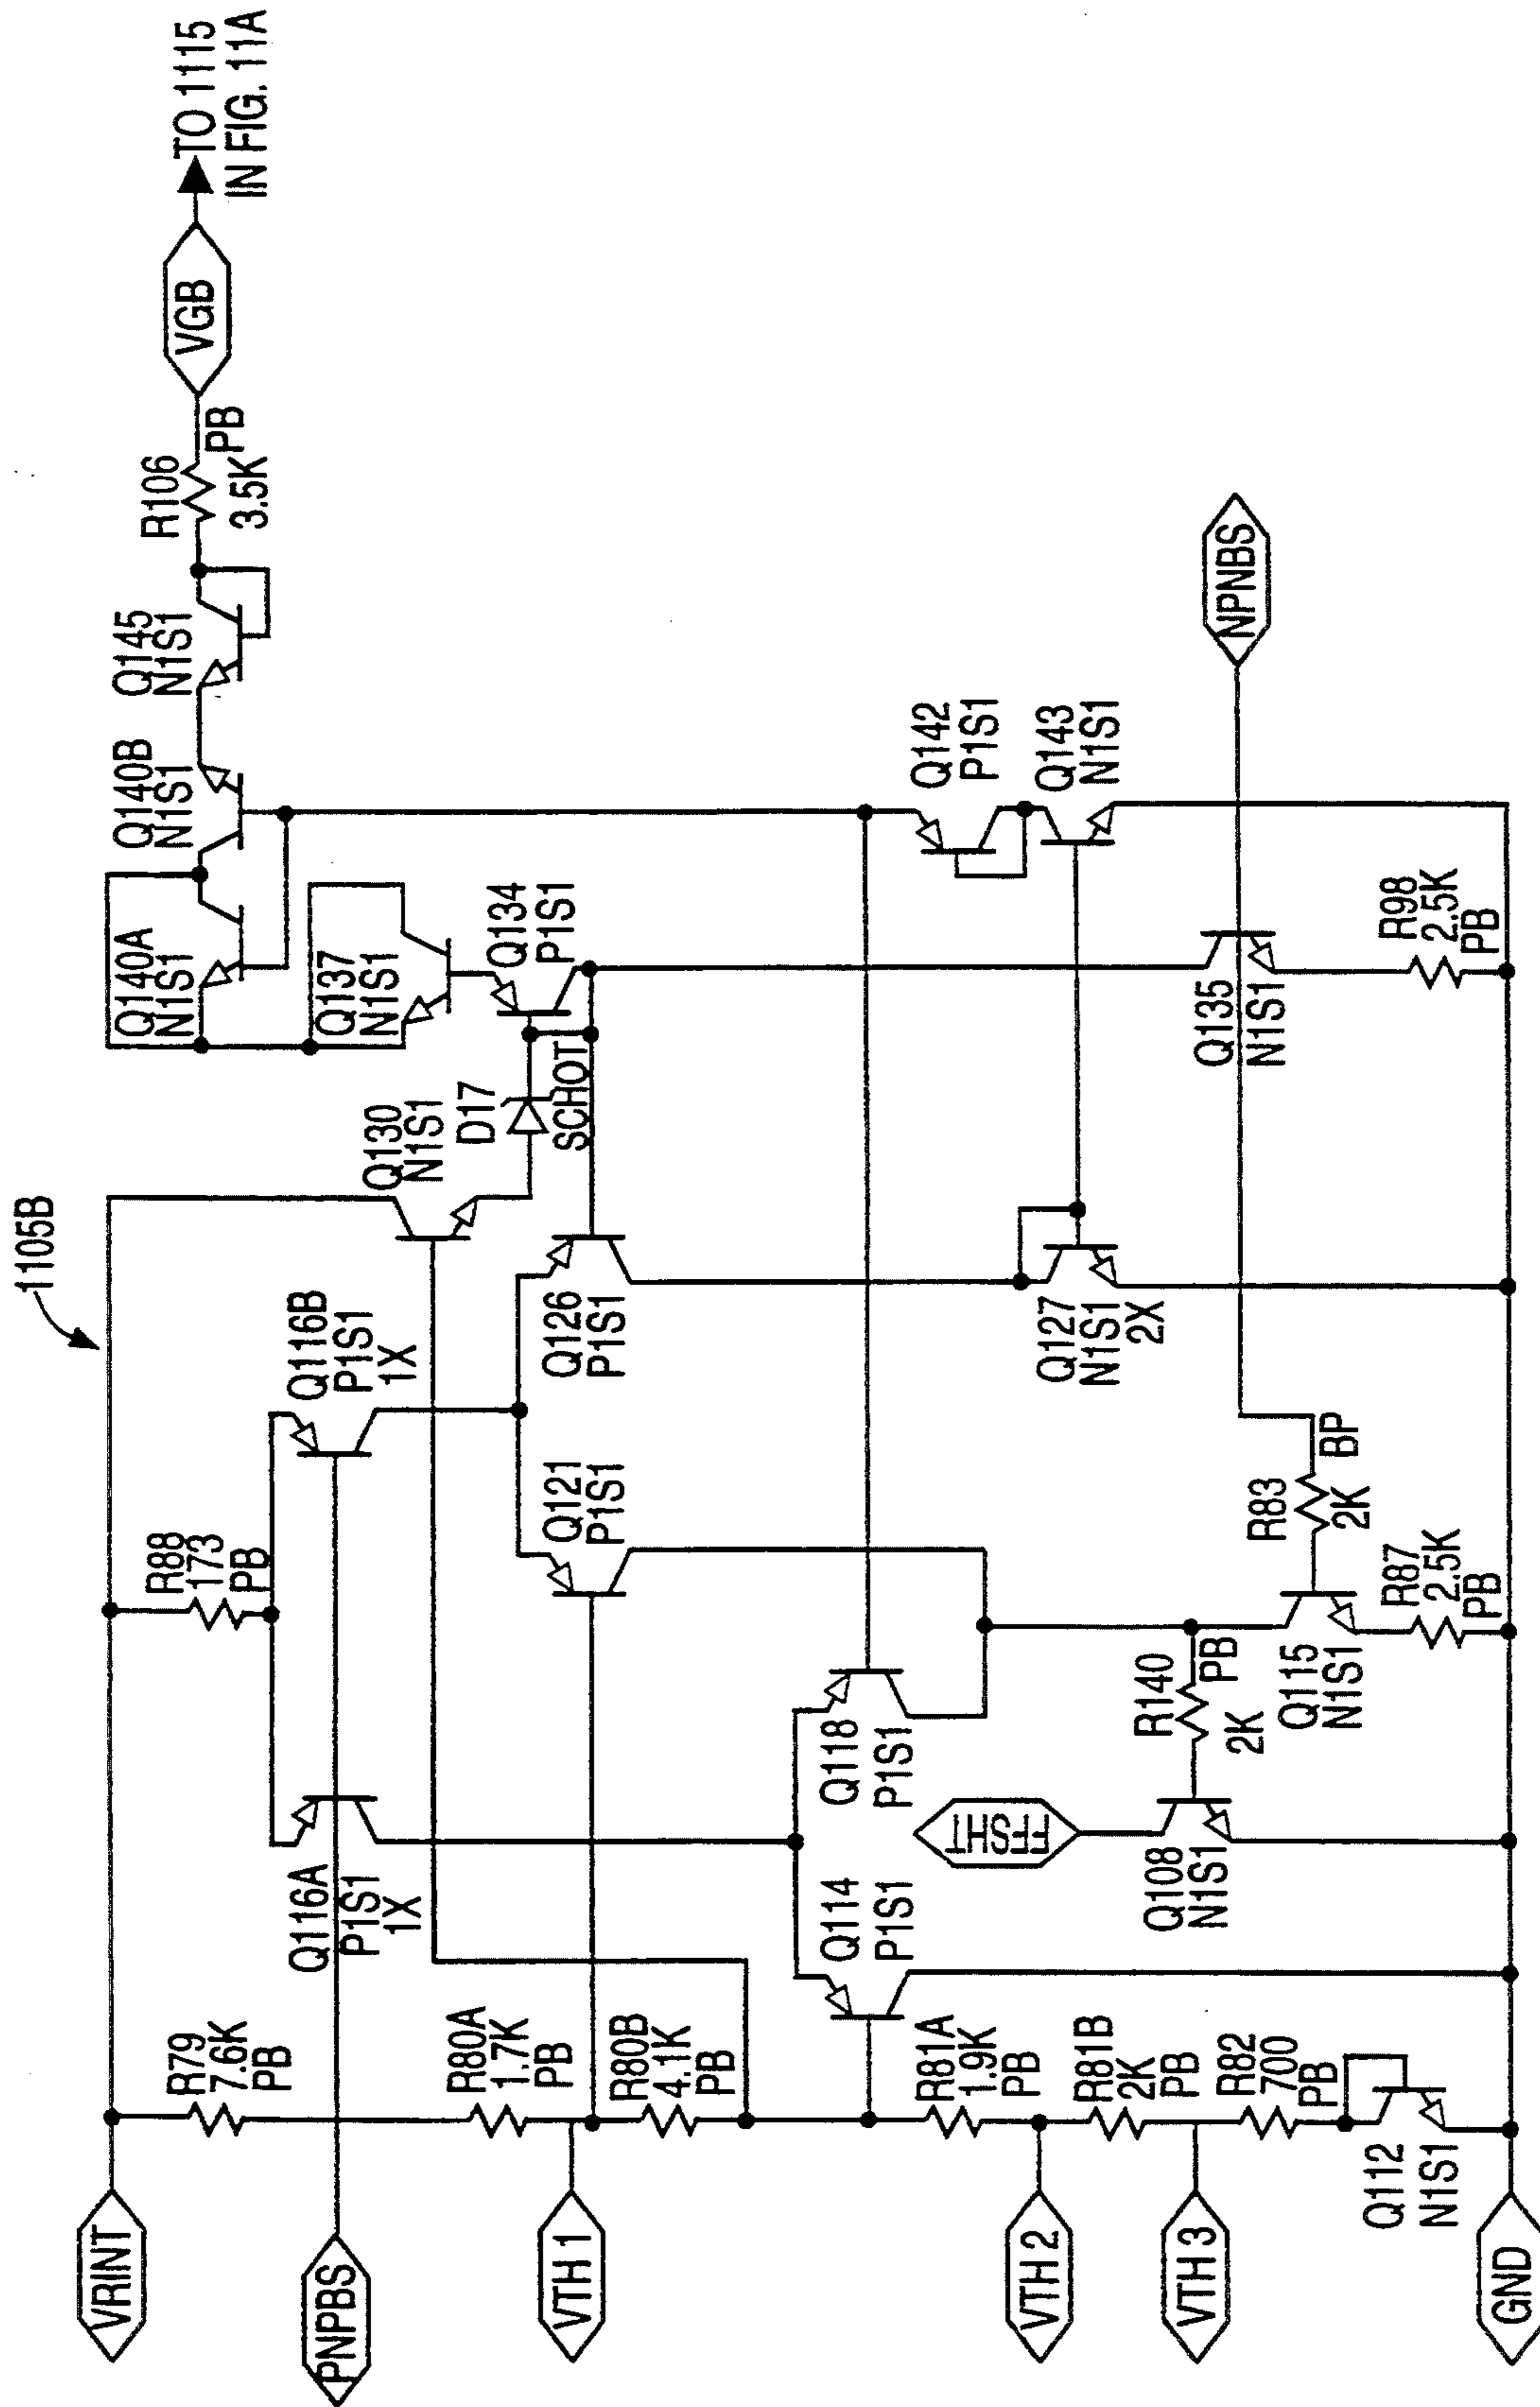 1105B
VRINT
PNPBS
VTH 1
VTH 2
VTH 3
GND
R79
7.6K
PB
R80A
1.7K
PB
R80B
4.1K
PB
R81A
1.9K
PB
R81B
2K
PB
R82
700
PB
Q112
N1S1
Q116A
P1S1
1X
R88
173
PB
Q116B
P1S1
1X
Q114
P1S1
Q118
P1S1
FFSHT
Q108
N1S1
R140
PB
2K
Q115
N1S1
R87
2.5K
PB
R83
BP
2K
Q121
P1S1
Q126
P1S1
Q127
N1S1
2X
Q130
N1S1
D17
SCHOT
Q134
P1S1
Q137
N1S1
Q140A
N1S1
Q140B
N1S1
Q145
N1S1
R106
PB
3.5K
VGB
TO 1115
IN FIG. 11A
Q142
P1S1
Q143
N1S1
NPNBS
Q135
N1S1
R98
2.5K
PB